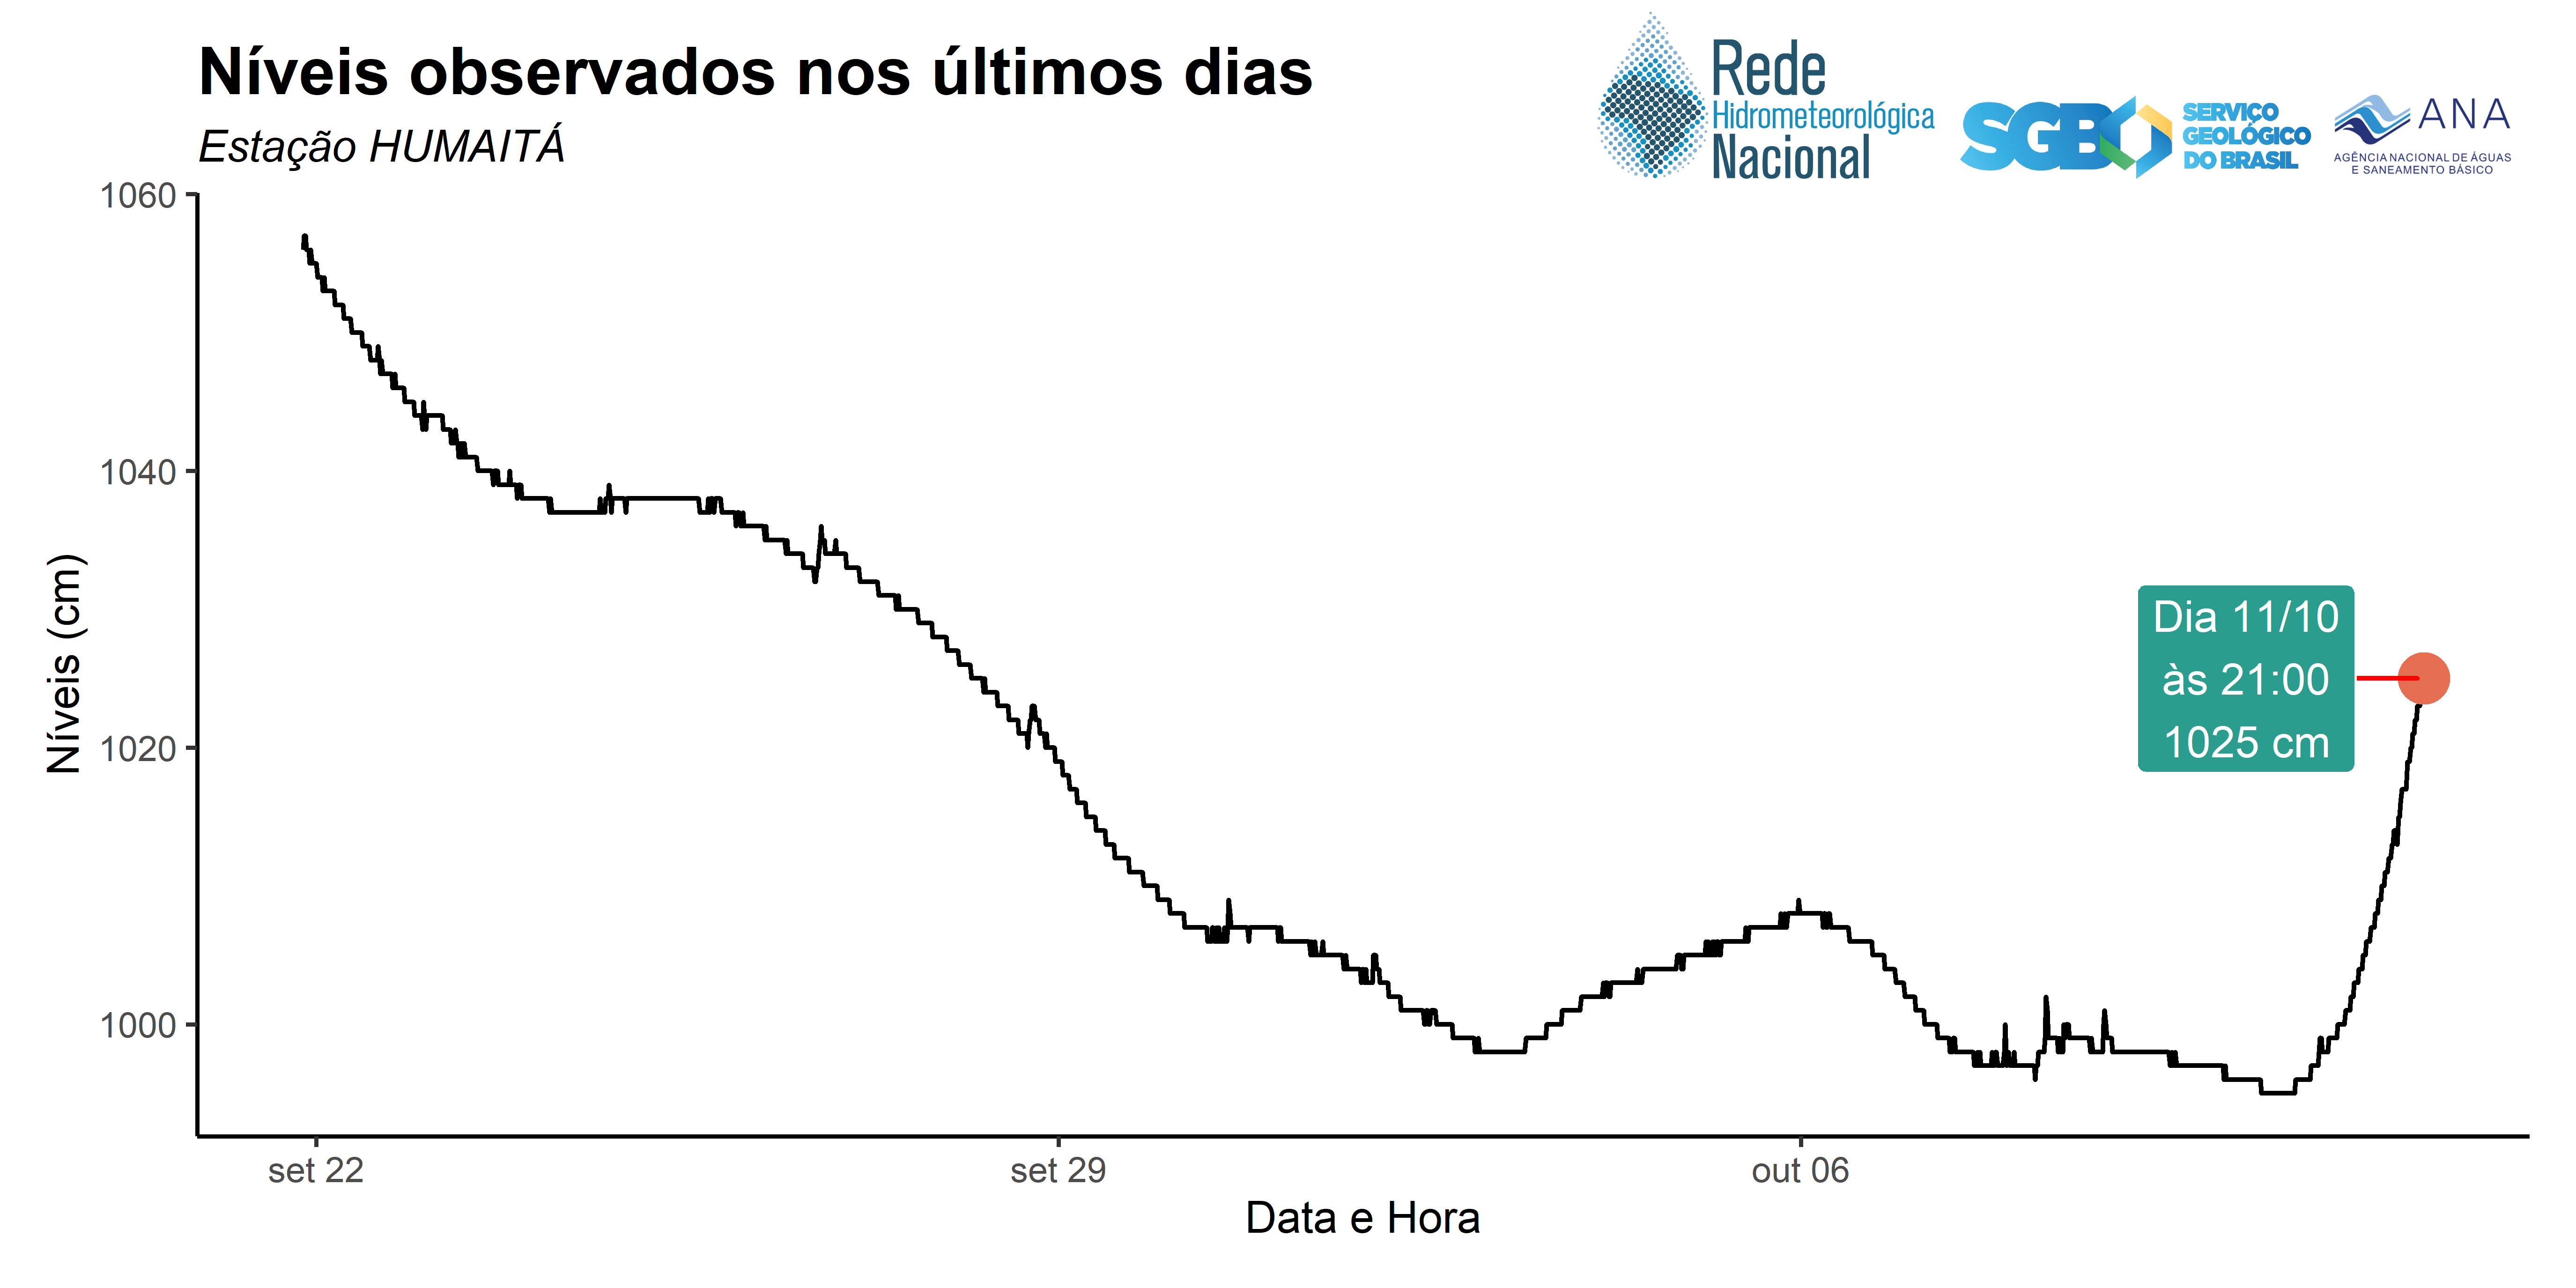 Níveis observados nos últimos dias
Estação HUMAITÁ
Rede
Hidrometeorológica
Nacional
SGB
SERVIÇO
GEOLÓGICO
DO BRASIL
ANA
AGÊNCIA NACIONAL DE ÁGUAS
E SANEAMENTO BÁSICO
Níveis (cm)
1060
1040
1020
1000
Dia 11/10
às 21:00
1025 cm
set 22
set 29
out 06
Data e Hora